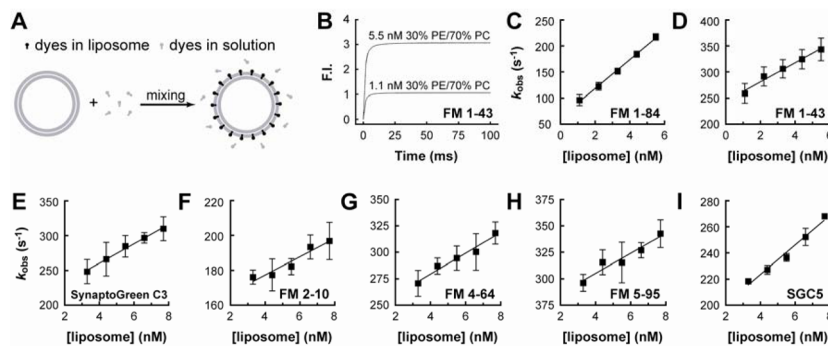 A
dyes in liposome dyes in solution
+
mixing
B
F.I.
4
3
2
1
0
5.5 nM 30% PE/70% PC
1.1 nM 30% PE/70% PC
FM 1-43
0 25 50 75 100
Time (ms)
C
kobs (s-1)
250
200
150
100
50
FM 1-84
0 2 4 6
[liposome] (nM)
D
400
350
300
250
200
FM 1-43
0 2 4
[liposome] (nM)
E
kobs (s-1)
350
300
250
200
SynaptoGreen C3
2 4 6 8
[liposome] (nM)
F
220
200
180
160
FM 2-10
2 4 6 8
[liposome] (nM)
G
350
325
300
275
250
FM 4-64
2 4 6 8
[liposome] (nM)
H
375
350
325
300
275
FM 5-95
2 4 6 8
[liposome] (nM)
I
280
260
240
220
200
SGC5
2 4 6
[liposome] (nM)